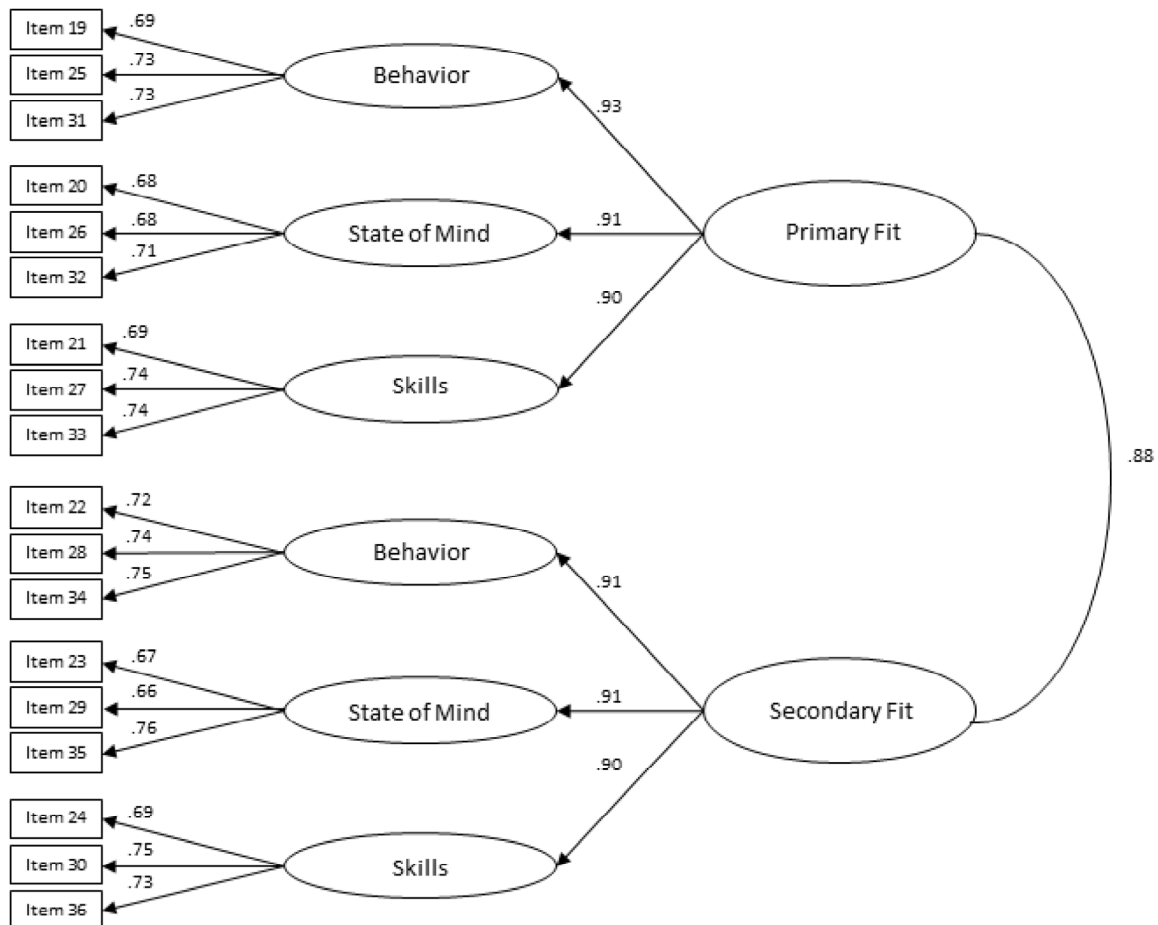 Item 19
.69
Item 25
.73
Item 31
.73
Behavior
.93
Item 20
.68
Item 26
.68
Item 32
.71
State of Mind
.91
Primary Fit
Item 21
.69
Item 27
.74
Item 33
.74
Skills
.90
.88
Item 22
.72
Item 28
.74
Item 34
.75
Behavior
.91
Item 23
.67
Item 29
.66
Item 35
.76
State of Mind
.91
Secondary Fit
Item 24
.69
Item 30
.75
Item 36
.73
Skills
.90